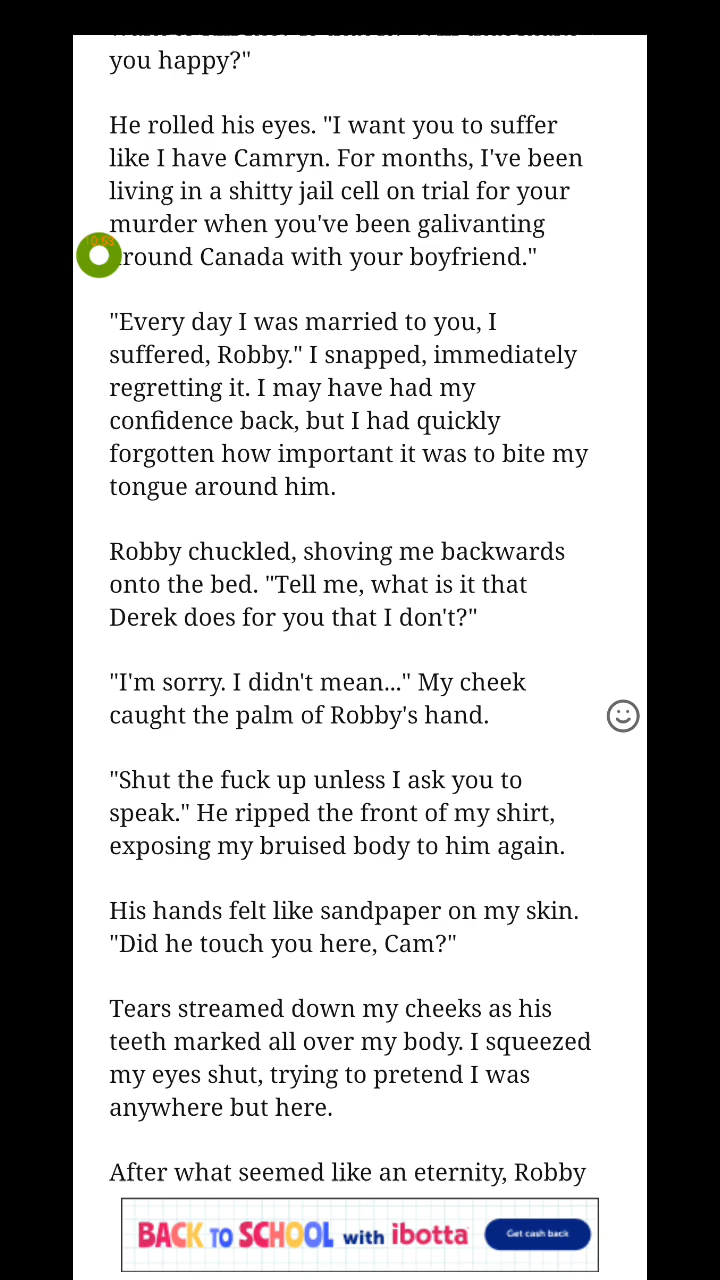 you happy?"
He rolled his eyes. "I want you to suffer
like I have Camryn. For months, I've been
living in a shitty jail cell on trial for your
murder when you've been galivanting
around Canada with your boyfriend."
"Every day I was married to you, I
suffered, Robby." I snapped, immediately
regretting it. I may have had my
confidence back, but I had quickly
forgotten how important it was to bite my
tongue around him.
Robby chuckled, shoving me backwards
onto the bed. "Tell me, what is it that
Derek does for you that I don't?"
"I'm sorry. I didn't mean..." My cheek
caught the palm of Robby's hand.
"Shut the fuck up unless I ask you to
speak." He ripped the front of my shirt,
exposing my bruised body to him again.
His hands felt like sandpaper on my skin.
"Did he touch you here, Cam?"
Tears streamed down my cheeks as his
teeth marked all over my body. I squeezed
my eyes shut, trying to pretend I was
anywhere but here.
After what seemed like an eternity, Robby
BACK TO SCHOOL with ibotta
Get cash back